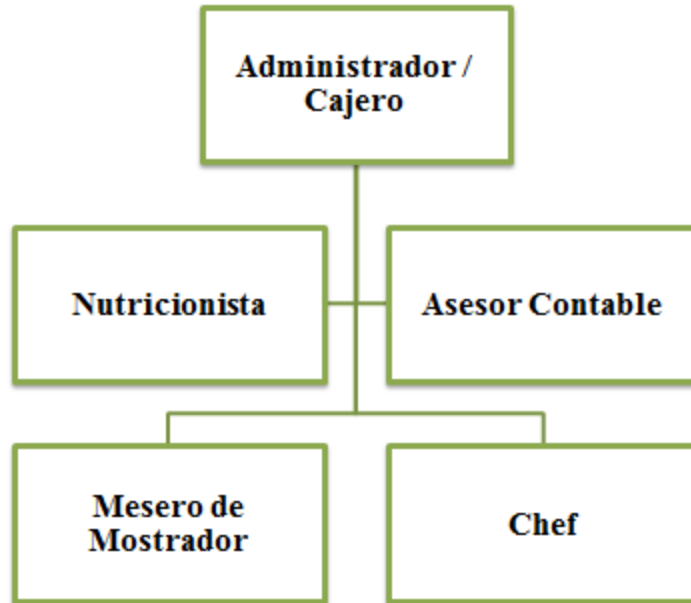 Administrador /
Cajero
Nutricionista
Asesor Contable
Mesero de
Mostrador
Chef